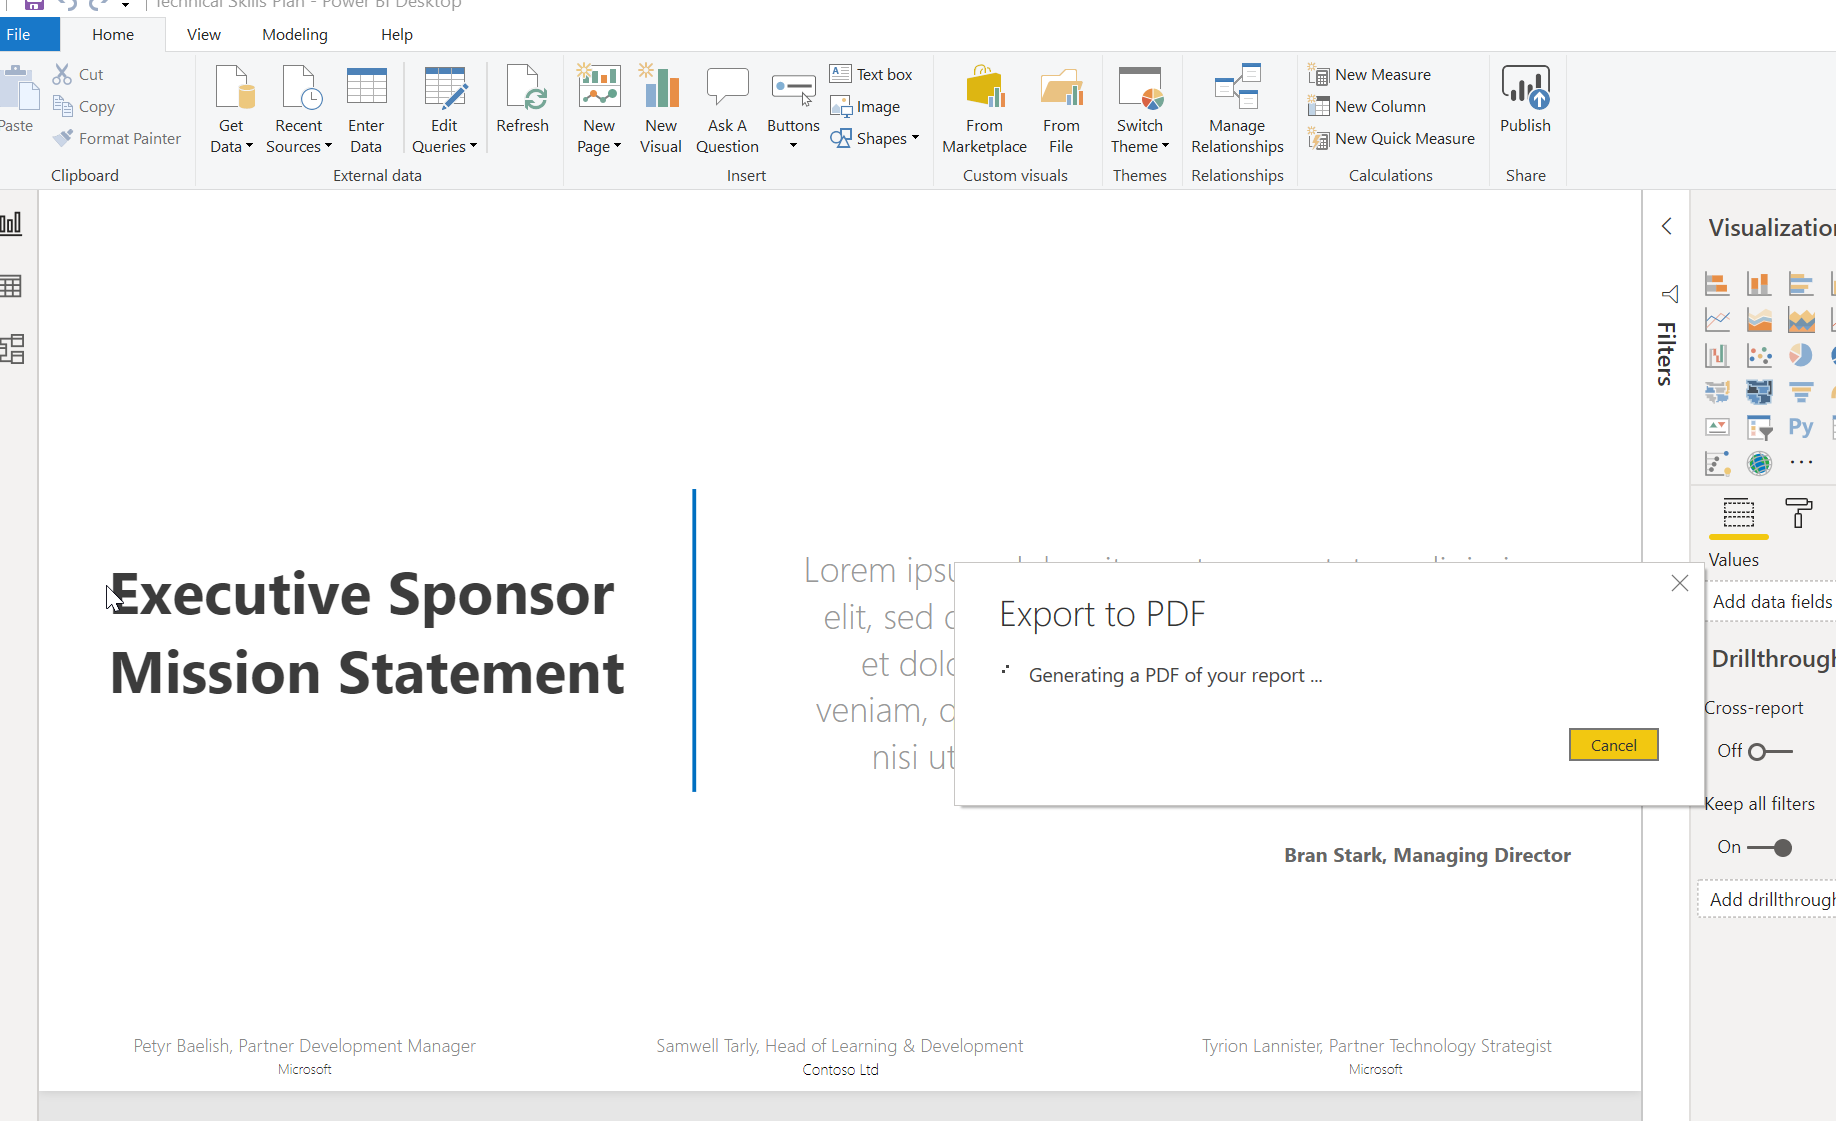 Technical Skills Plan - Power BI Desktop
File
Home
View
Modeling
Help
Paste
Cut
Copy
Format Painter
Clipboard
Get
Data
Recent
Sources
Enter
Data
Edit
Queries
Refresh
External data
New
Page
New
Visual
Ask A
Question
Buttons
Text box
Image
Shapes
Insert
From
Marketplace
From
File
Custom visuals
Switch
Theme
Themes
Manage
Relationships
Relationships
New Measure
New Column
New Quick Measure
Calculations
Publish
Share
Filters
Visualization
Py
Values
Add data fields
Drillthrough
Cross-report
Off
Keep all filters
On
Add drillthrough
Executive Sponsor
Mission Statement
Lorem ipsu
elit, sed
et dolo
veniam,
nisi ut
Export to PDF
Generating a PDF of your report ...
Cancel
Bran Stark, Managing Director
Petyr Baelish, Partner Development Manager
Microsoft
Samwell Tarly, Head of Learning & Development
Contoso Ltd
Tyrion Lannister, Partner Technology Strategist
Microsoft